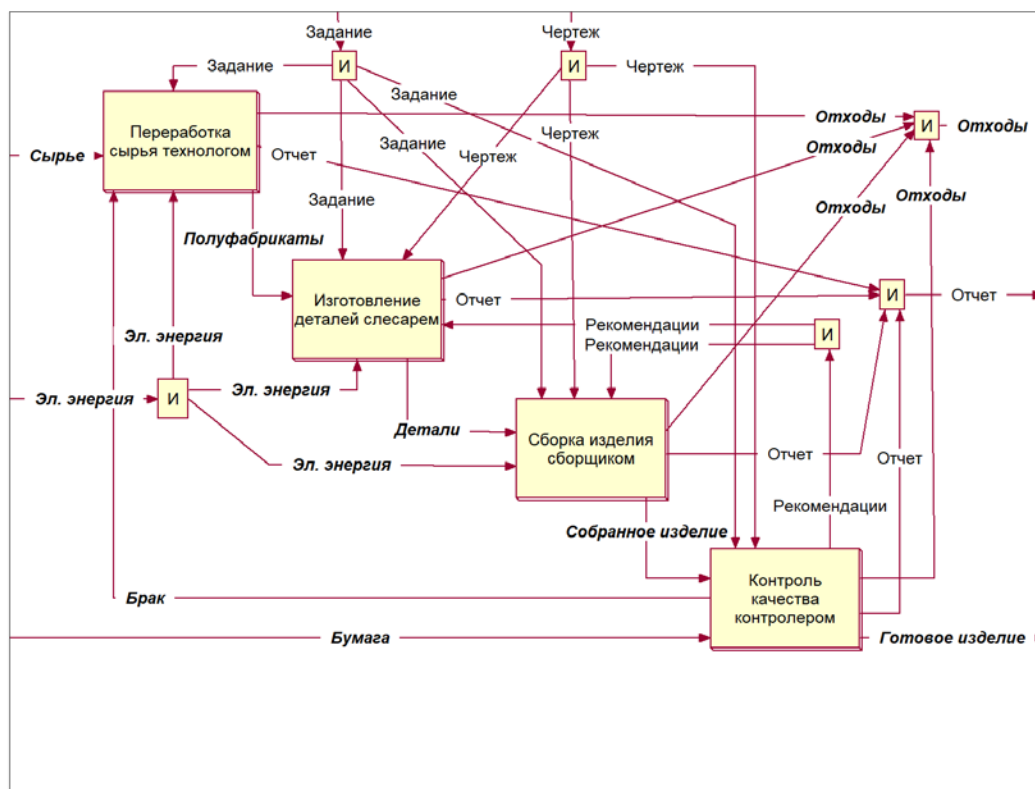 Задание
Чертеж
Задание
И
И
Чертеж
Задание
Отходы
И
Отходы
Переработка
сырья технологом
Задание
Чертеж
Чертеж
Отходы
Сырье
Отчет
Отходы
Задание
Отходы
Полуфабрикаты
Изготовление
деталей слесарем
Отчет
И
Отчет
Эл. энергия
Рекомендации
И
Рекомендации
Эл. энергия
И
Эл. энергия
Детали
Сборка изделия
сборщиком
Эл. энергия
Отчет
Отчет
Рекомендации
Собранное изделие
Контроль
качества
контролером
Брак
Бумага
Готовое изделие